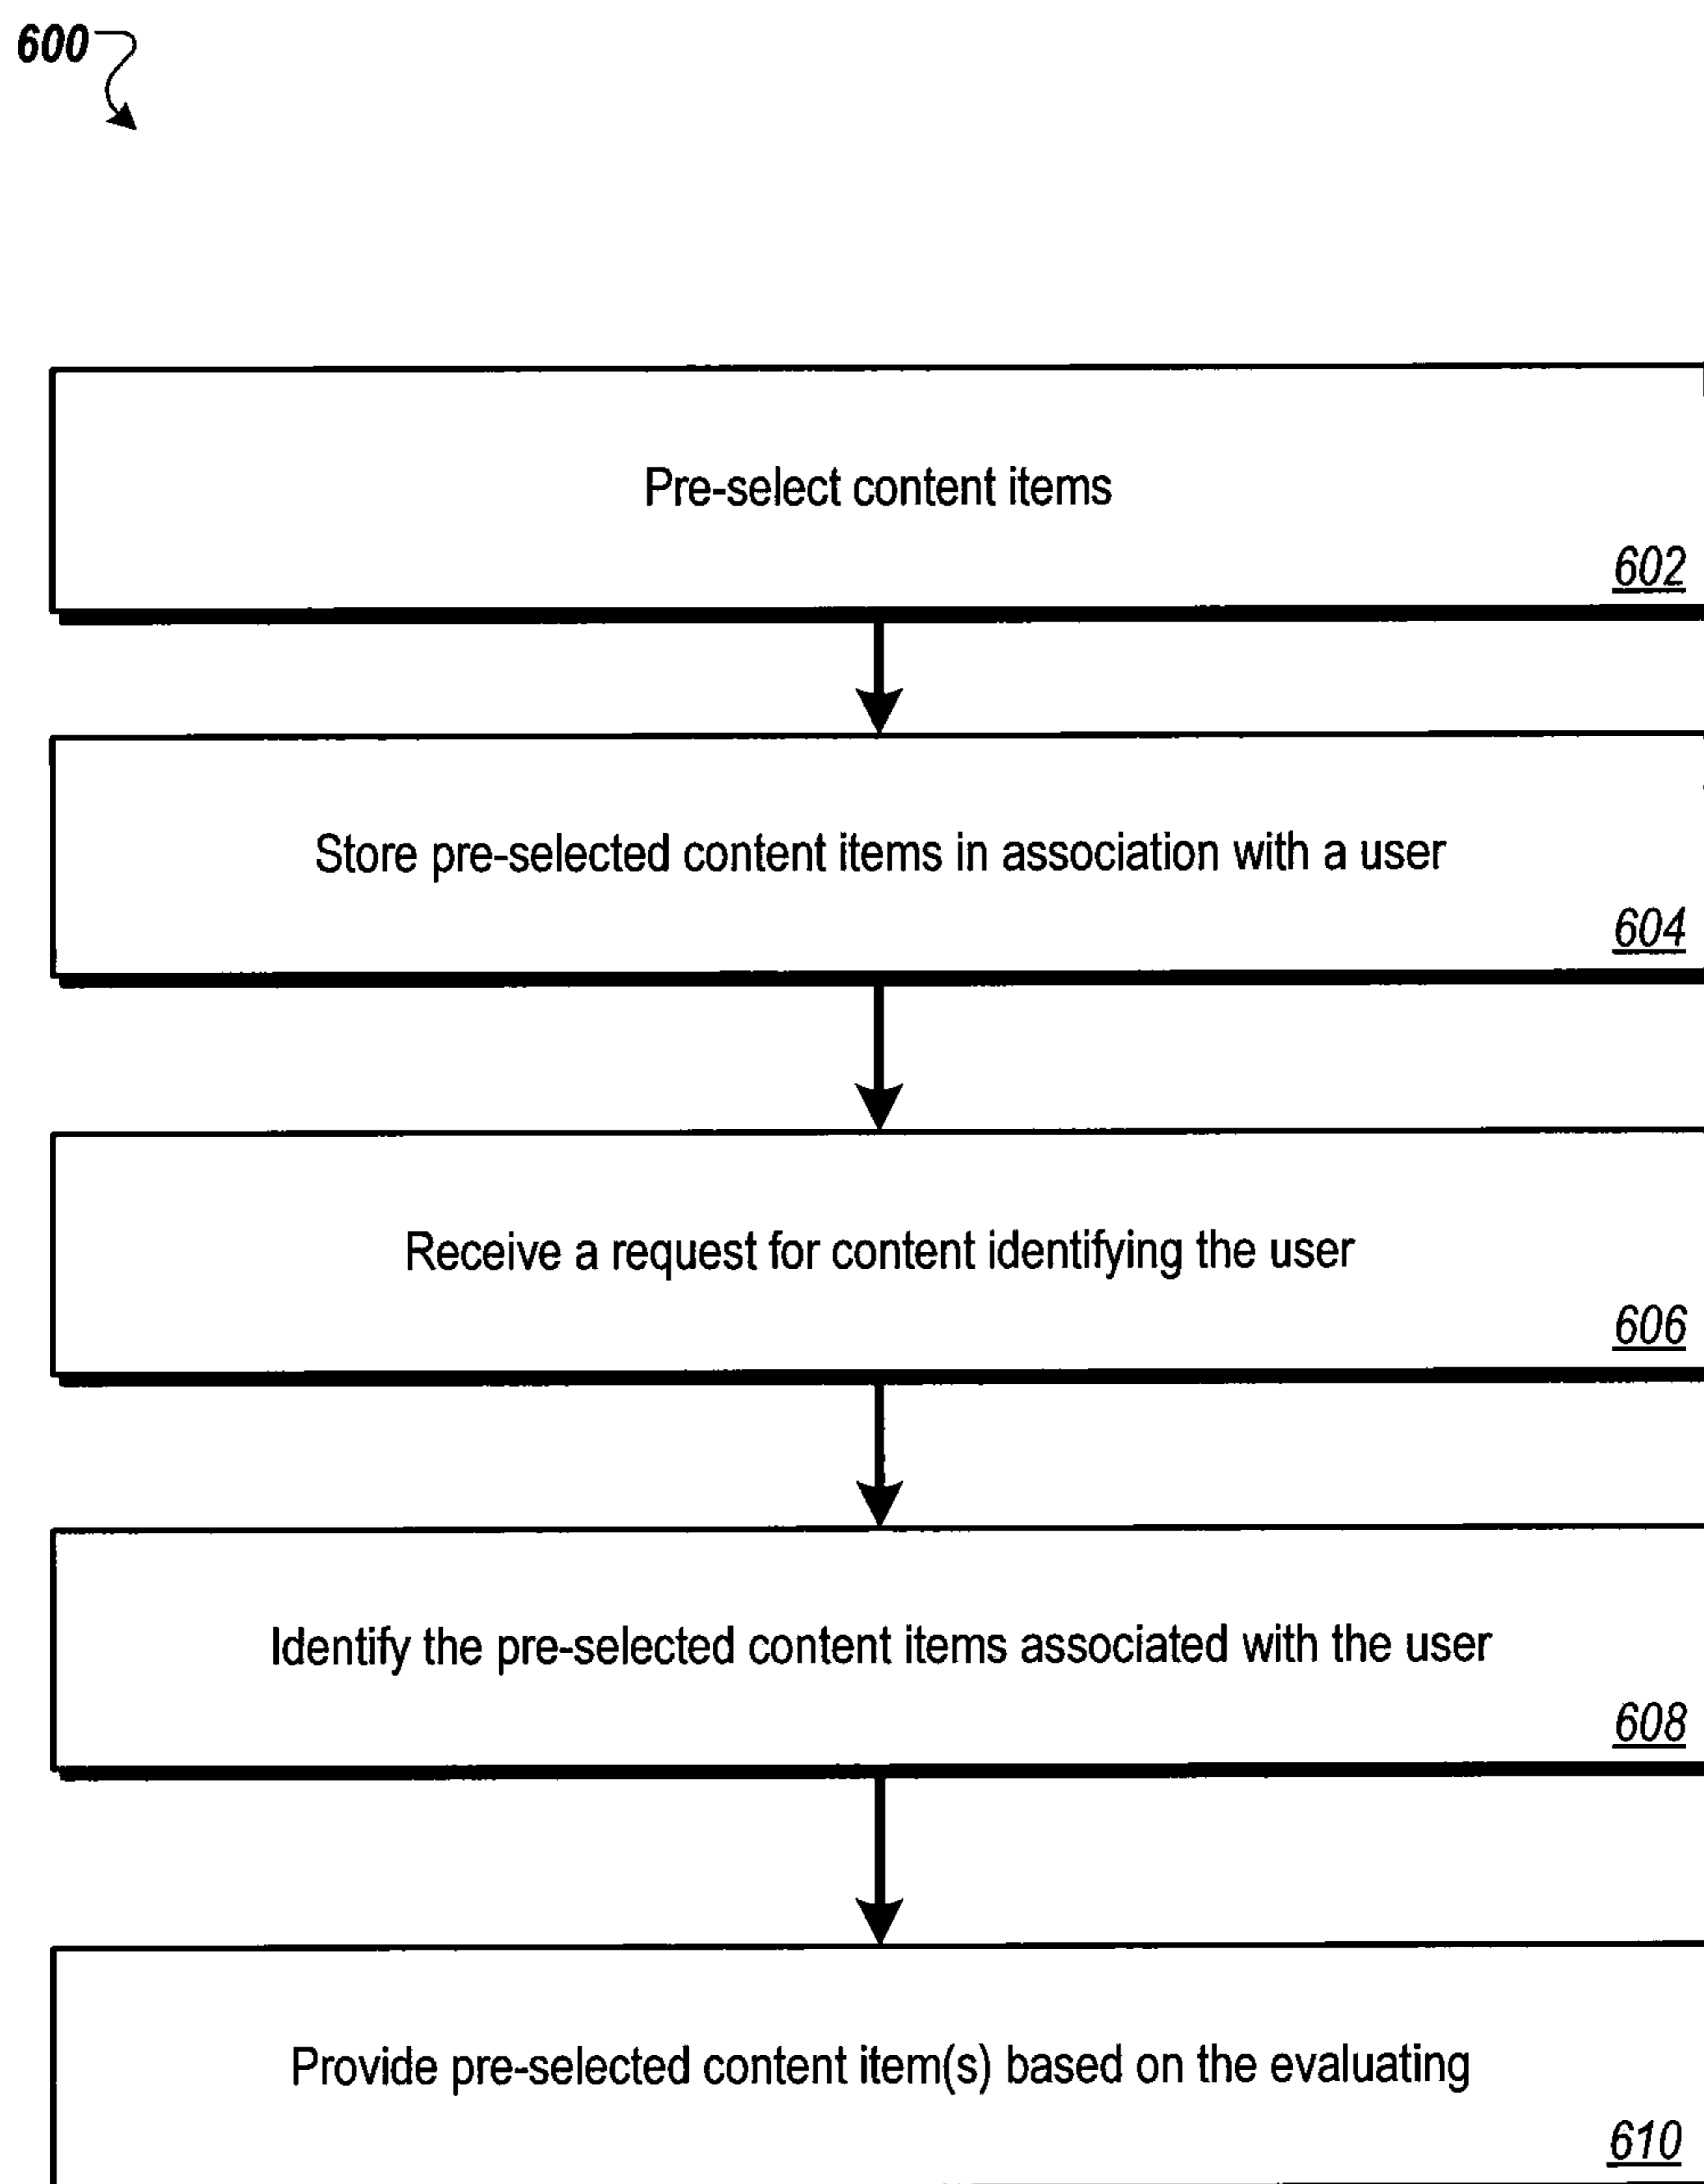 600
Pre-select content items
602
Store pre-selected content items in association with a user
604
Receive a request for content identifying the user
606
Identify the pre-selected content items associated with the user
608
Provide pre-selected content item(s) based on the evaluating
610